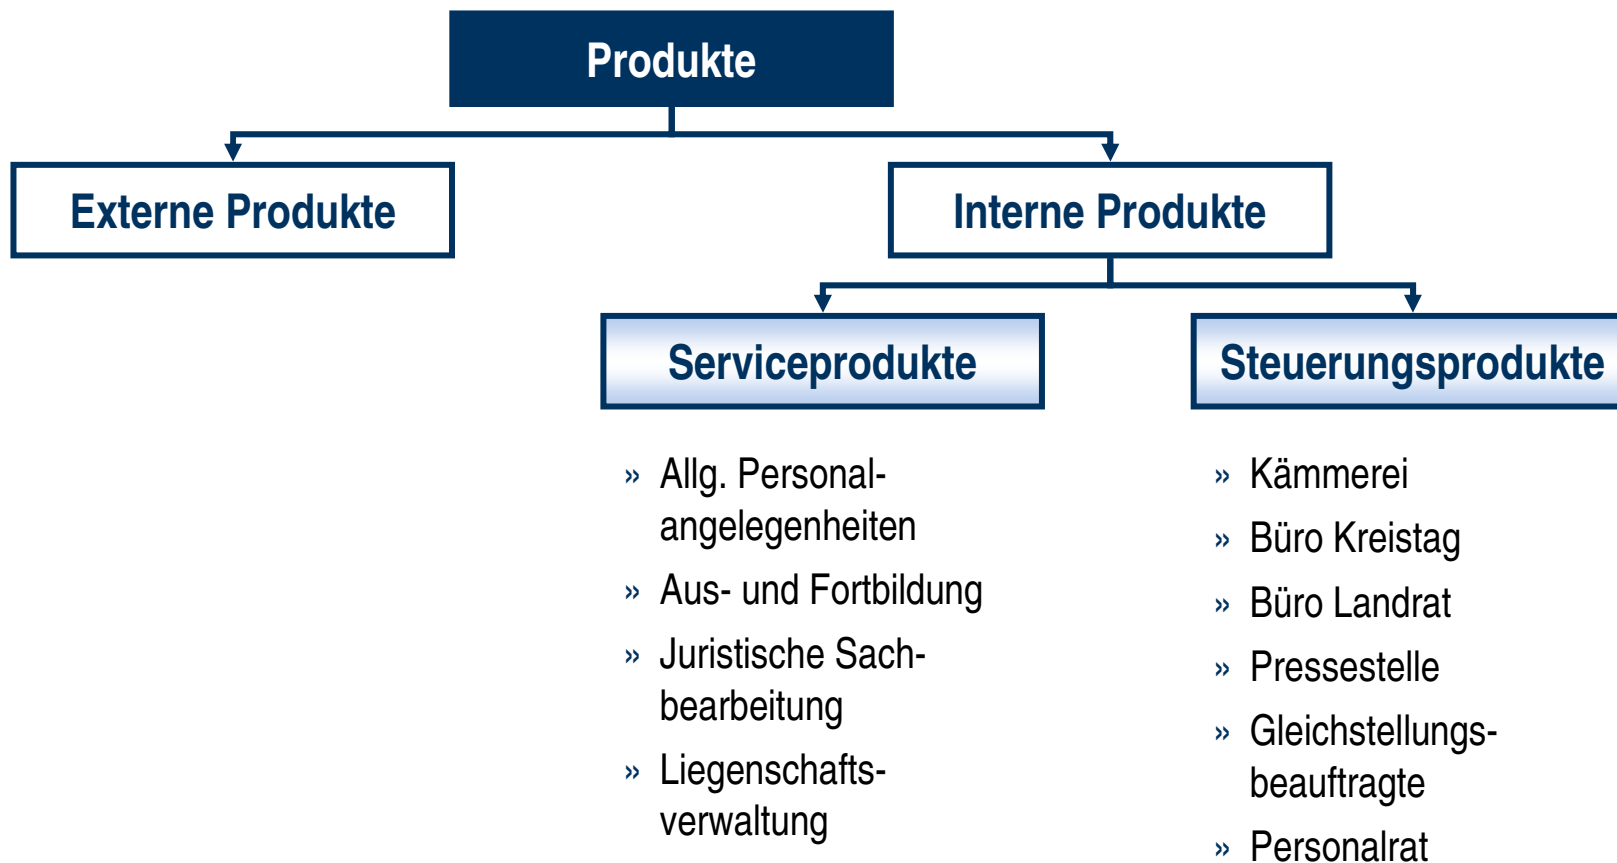 Produkte
Externe Produkte
Interne Produkte
Serviceprodukte
Steuerungsprodukte
» Allg. Personal-
angelegenheiten
» Aus- und Fortbildung
» Juristische Sach-
bearbeitung
» Liegenschafts-
verwaltung
» Kämmerei
» Büro Kreistag
» Büro Landrat
» Pressestelle
» Gleichstellungs-
beauftragte
» Personalrat